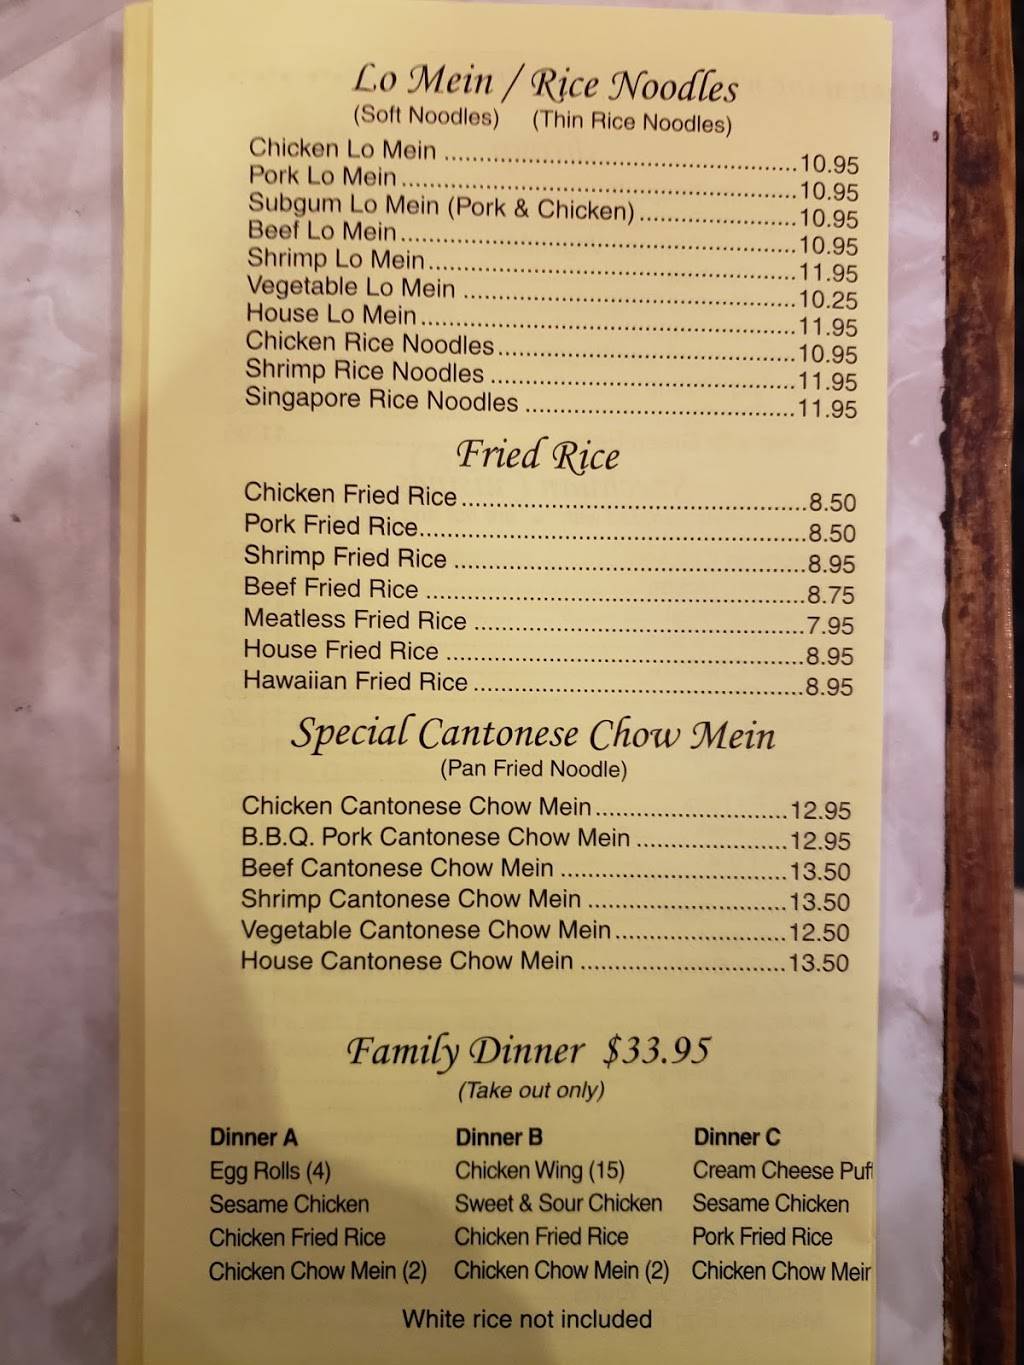 Lo Mein / Rice Noodles
(Soft Noodles) (Thin Rice Noodles)
Chicken Lo Mein ........................................ 10.95
Pork Lo Mein ........................................ 10.95
Subgum Lo Mein (Pork & Chicken) ........................................ 10.95
Beef Lo Mein ........................................ 10.95
Shrimp Lo Mein ........................................ 11.95
Vegetable Lo Mein ........................................ 10.25
House Lo Mein ........................................ 11.95
Chicken Rice Noodles ........................................ 10.95
Shrimp Rice Noodles ........................................ 11.95
Singapore Rice Noodles ........................................ 11.95
Fried Rice
Chicken Fried Rice ........................................ 8.50
Pork Fried Rice ........................................ 8.50
Shrimp Fried Rice ........................................ 8.95
Beef Fried Rice ........................................ 8.75
Meatless Fried Rice ........................................ 7.95
House Fried Rice ........................................ 8.95
Hawaiian Fried Rice ........................................ 8.95
Special Cantonese Chow Mein
(Pan Fried Noodle)
Chicken Cantonese Chow Mein ............................ 12.95
B.B.Q. Pork Cantonese Chow Mein ...................... 12.95
Beef Cantonese Chow Mein ................................. 13.50
Shrimp Cantonese Chow Mein ............................. 13.50
Vegetable Cantonese Chow Mein ......................... 12.50
House Cantonese Chow Mein .............................. 13.50
Family Dinner $33.95
(Take out only)
Dinner A Dinner B Dinner C
Egg Rolls (4) Chicken Wing (15) Cream Cheese Puf
Sesame Chicken Sweet & Sour Chicken Sesame Chicken
Chicken Fried Rice Chicken Fried Rice Pork Fried Rice
Chicken Chow Mein (2) Chicken Chow Mein (2) Chicken Chow Mein
White rice not included